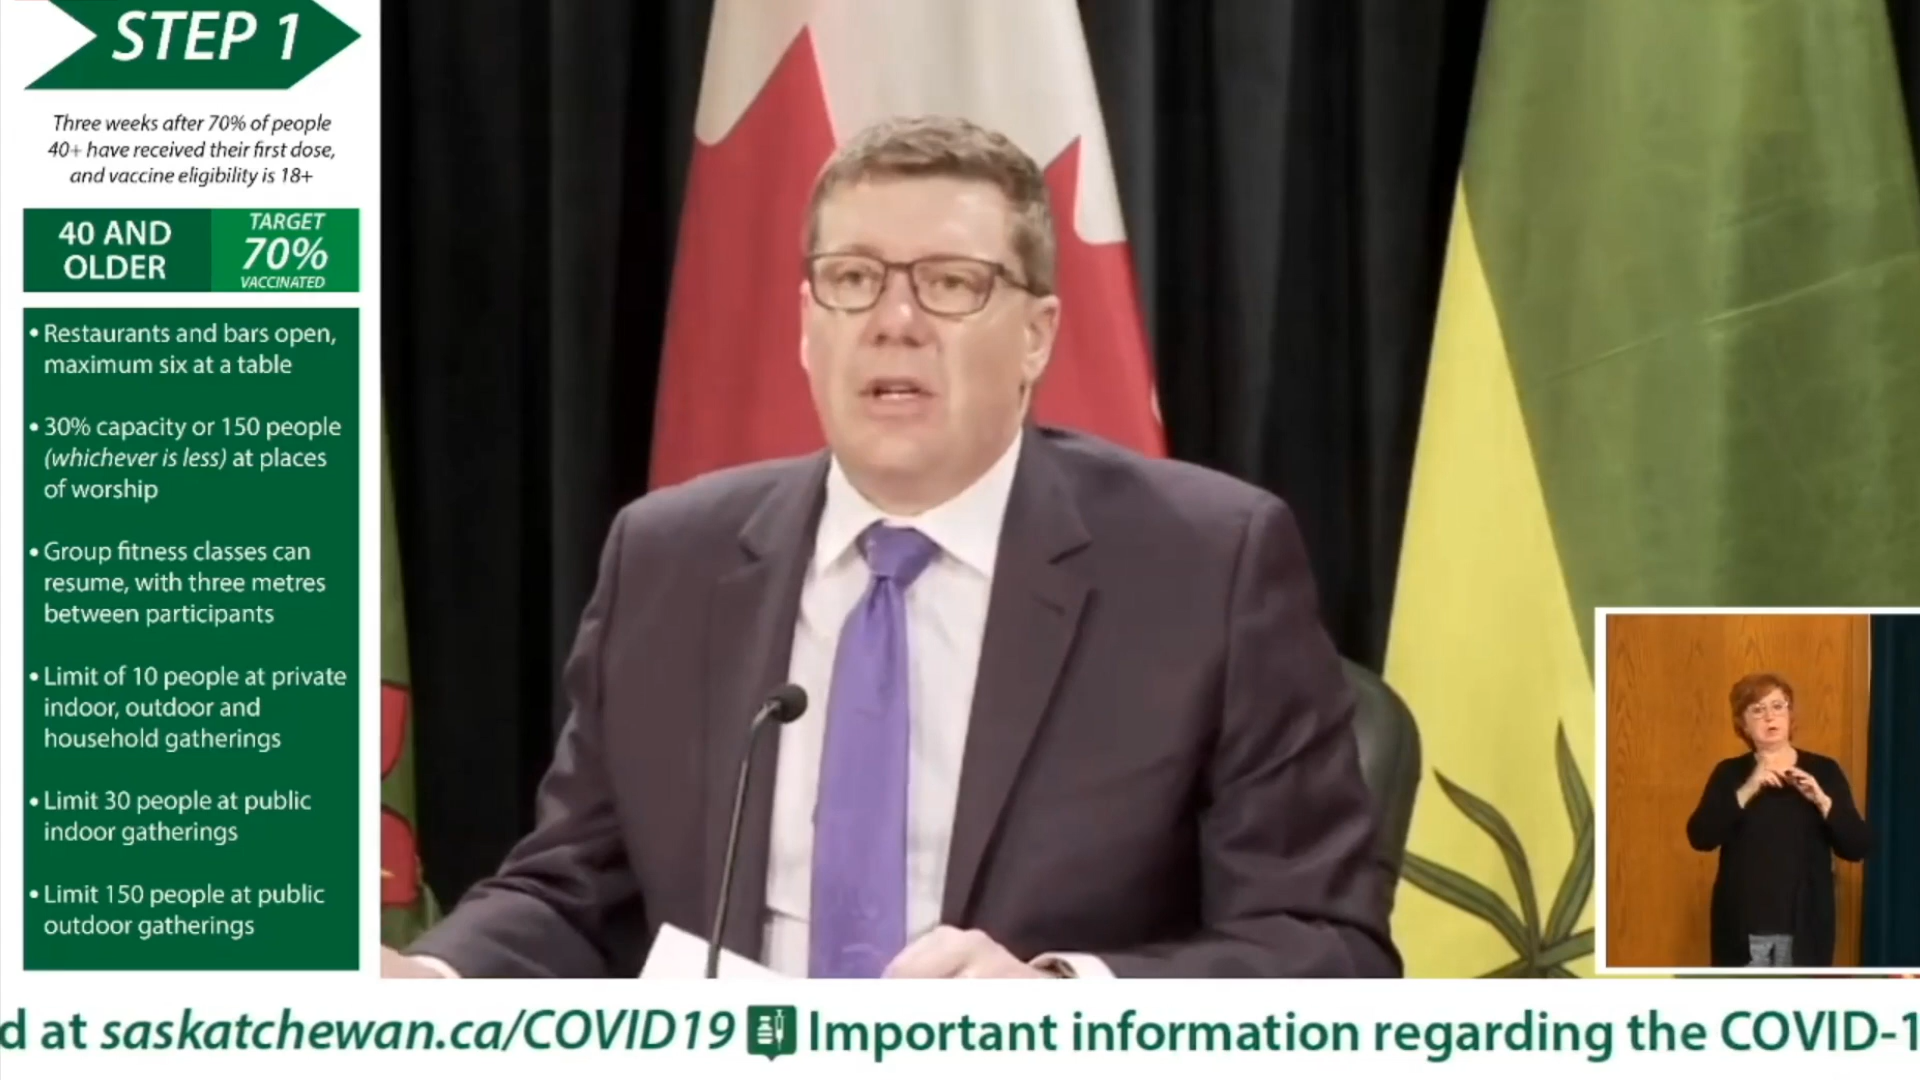 STEP 1
Three weeks after 70% of people
40+ have received their first dose,
and vaccine eligibility is 18+
40 AND
OLDER
TARGET
70%
VACCINATED
• Restaurants and bars open,
maximum six at a table
• 30% capacity or 150 people
(whichever is less) at places
of worship
• Group fitness classes can
resume, with three metres
between participants
• Limit of 10 people at private
indoor, outdoor and
household gatherings
• Limit 30 people at public
indoor gatherings
• Limit 150 people at public
outdoor gatherings
d at saskatchewan.ca/COVID19 Important information regarding the COVID-1